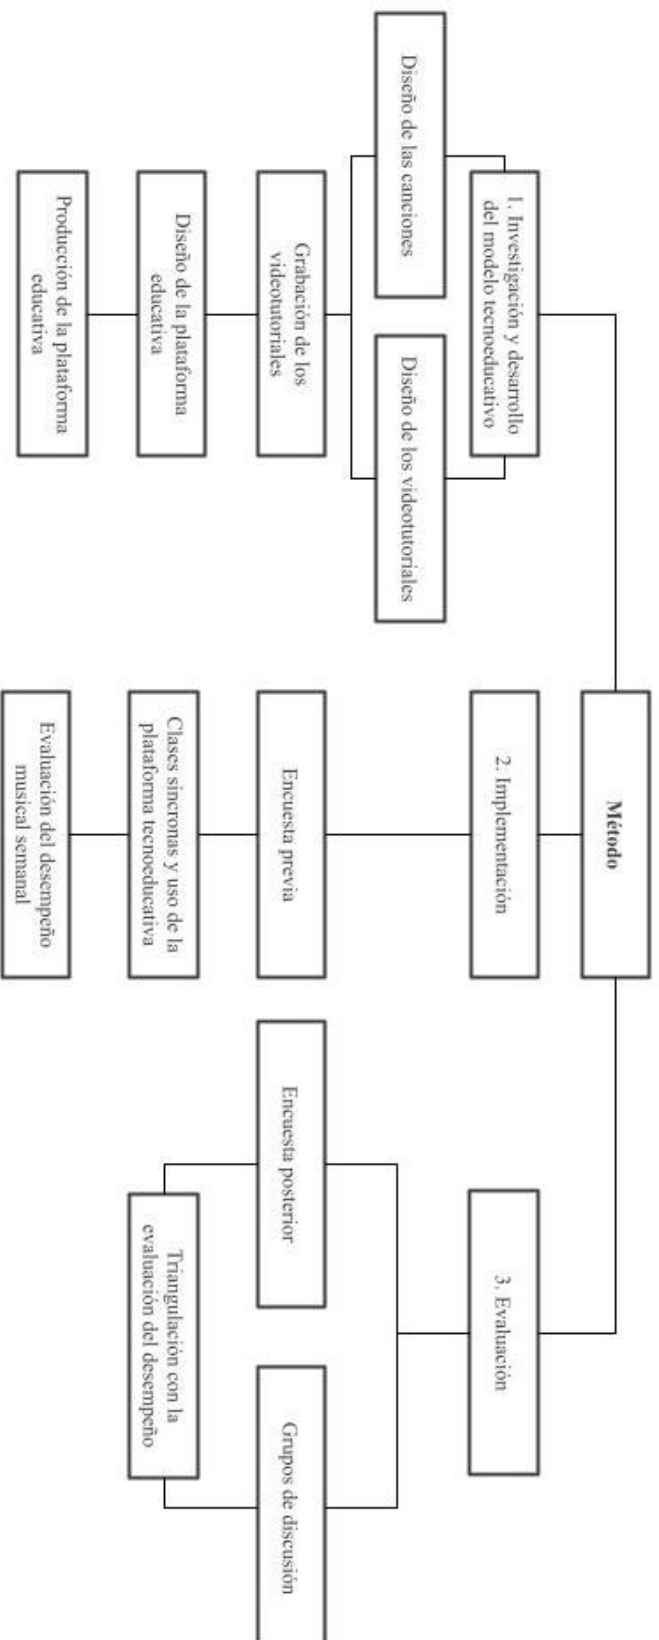 Método
1. Investigación y desarrollo
del modelo tecnoeducativo
Diseño de las canciones
Diseño de los videotutoriales
Grabación de los
videotutoriales
Diseño de la plataforma
educativa
Producción de la plataforma
educativa
2. Implementación
Encuesta previa
Clases síncronas y uso de la
plataforma tecnoeducativa
Evaluación del desempeño
musical semanal
3. Evaluación
Encuesta posterior
Grupos de discusión
Triangulación con la
evaluación del desempeño